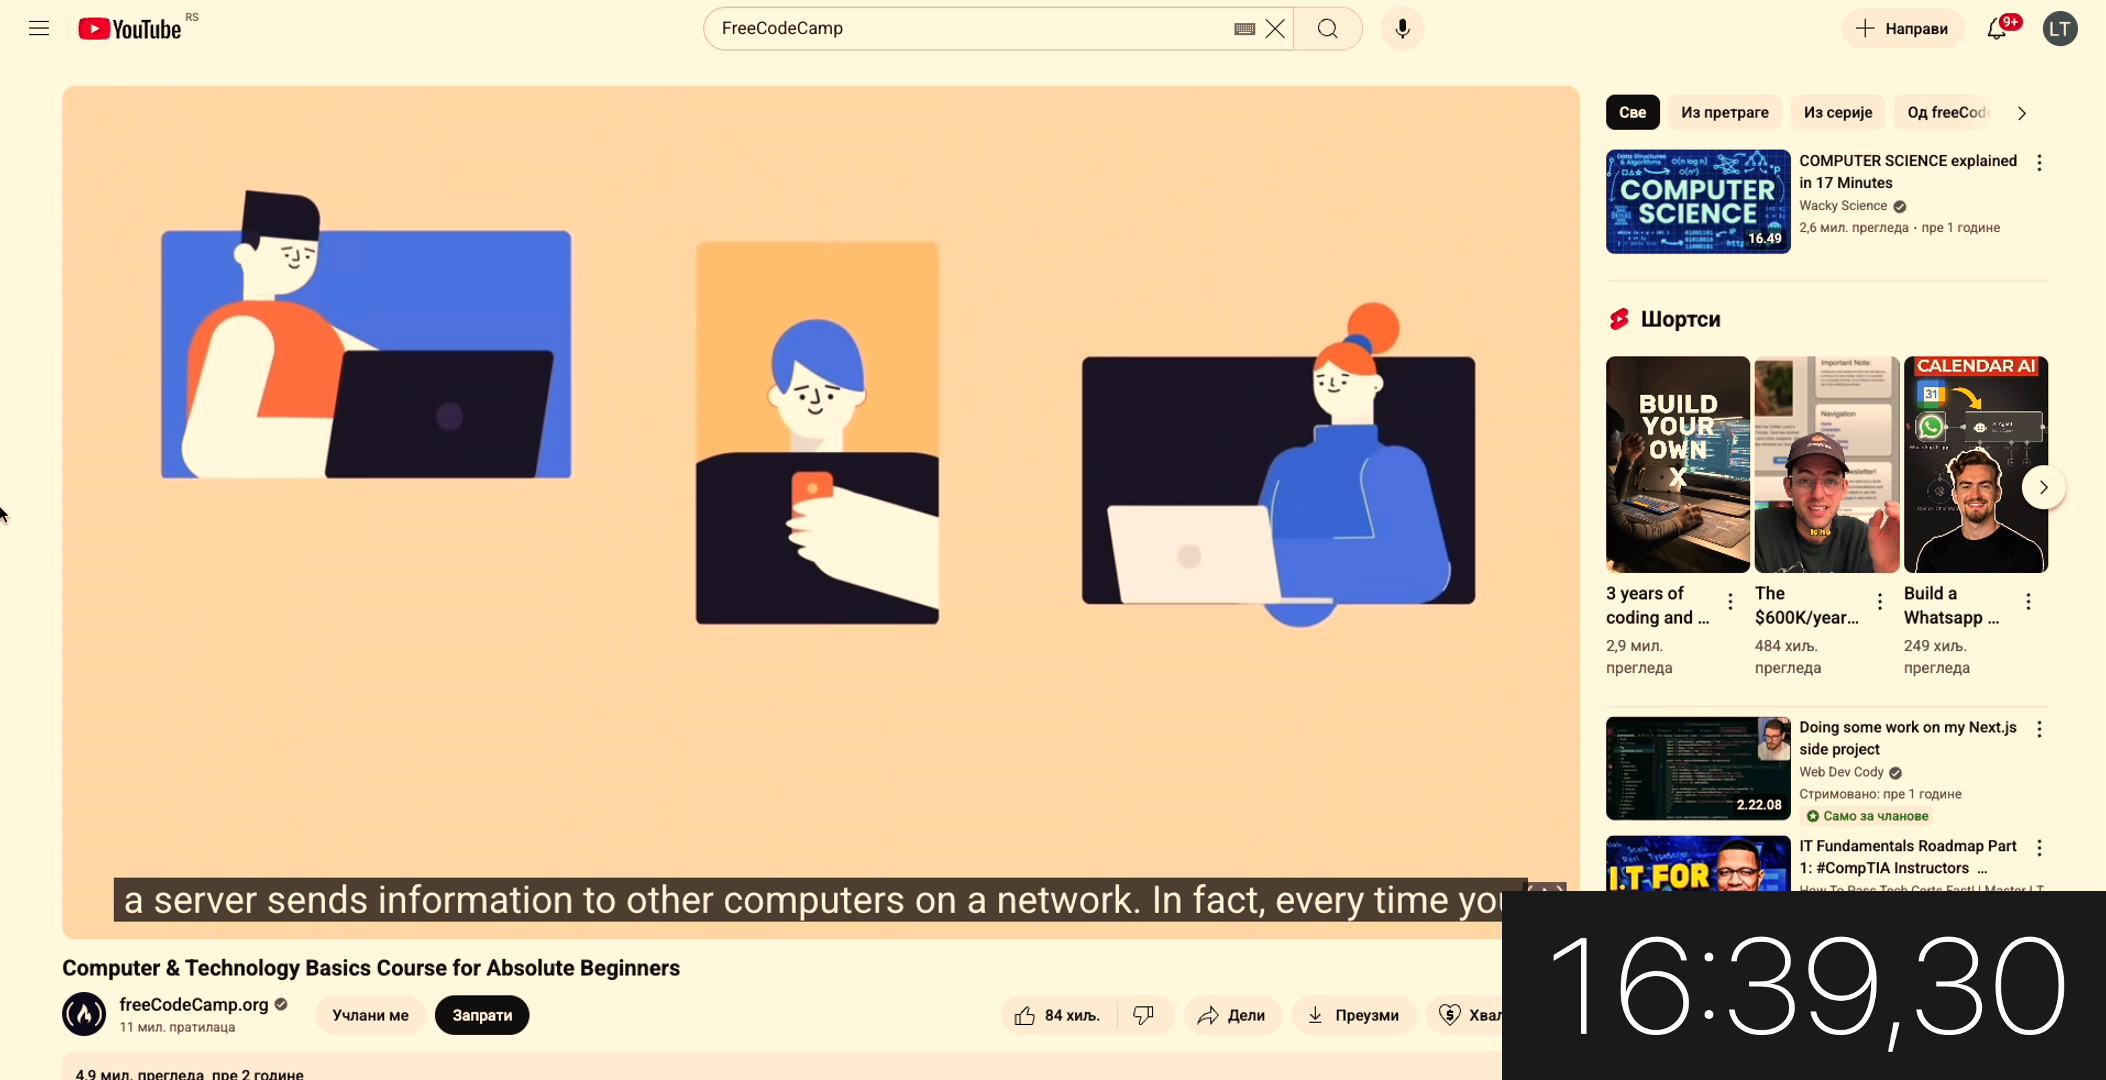 YouTube RS
FreeCodeCamp
Направи
9+
LT
a server sends information to other computers on a network. In fact, every time you
Computer & Technology Basics Course for Absolute Beginners
freeCodeCamp.org
11 мил. пратилаца
Учлани ме
Запрати
84 хиљ.
Дели
Преузми
4,9 мил. прегледа пре 2 године
Све
Из претраге
Из серије
Од freeCode
COMPUTER
SCIENCE
16.49
COMPUTER SCIENCE explained
in 17 Minutes
Wacky Science
2,6 мил. прегледа • пре 1 године
Шортси
BUILD
YOUR
OWN
X
Important Note:
Navigation
CALENDAR AI
31
3 years of
coding and ...
2,9 мил.
прегледа
The
$600K/year...
484 хиљ.
прегледа
Build a
Whatsapp ...
249 хиљ.
прегледа
2.22.08
Doing some work on my Next.js
side project
Web Dev Cody
Стримовано: пре 1 године
Само за чланове
I.T FOR
IT Fundamentals Roadmap Part
1: #CompTIA Instructors ...
How To Pass Tech Certs Fast! | Master I.T
16:39,30